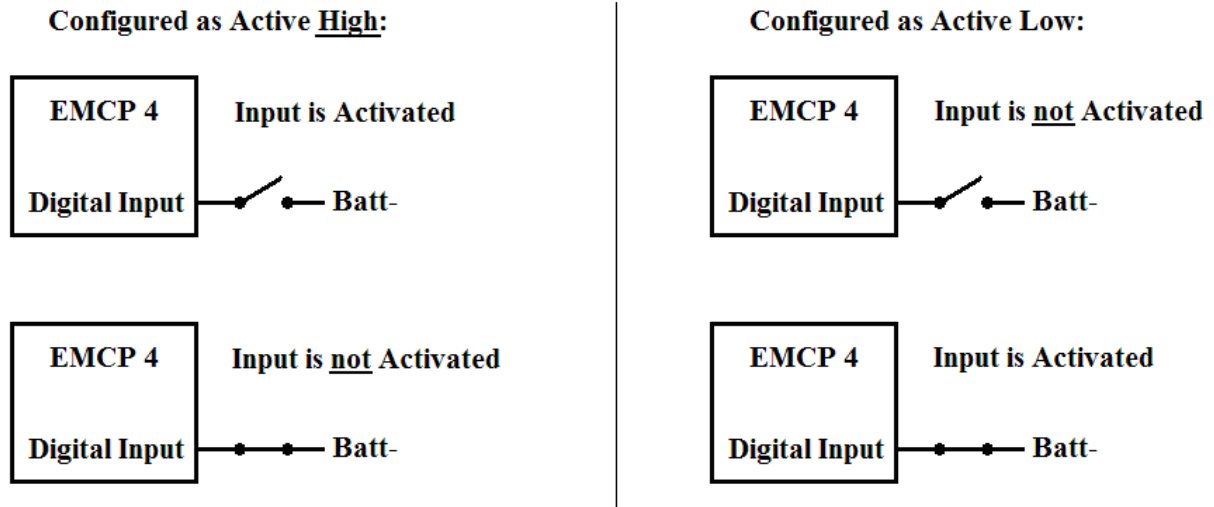 Configured as Active High:
EMCP 4
Input is Activated
Digital Input
Batt-
EMCP 4
Input is not Activated
Digital Input
Batt-
Configured as Active Low:
EMCP 4
Input is not Activated
Digital Input
Batt-
EMCP 4
Input is Activated
Digital Input
Batt-